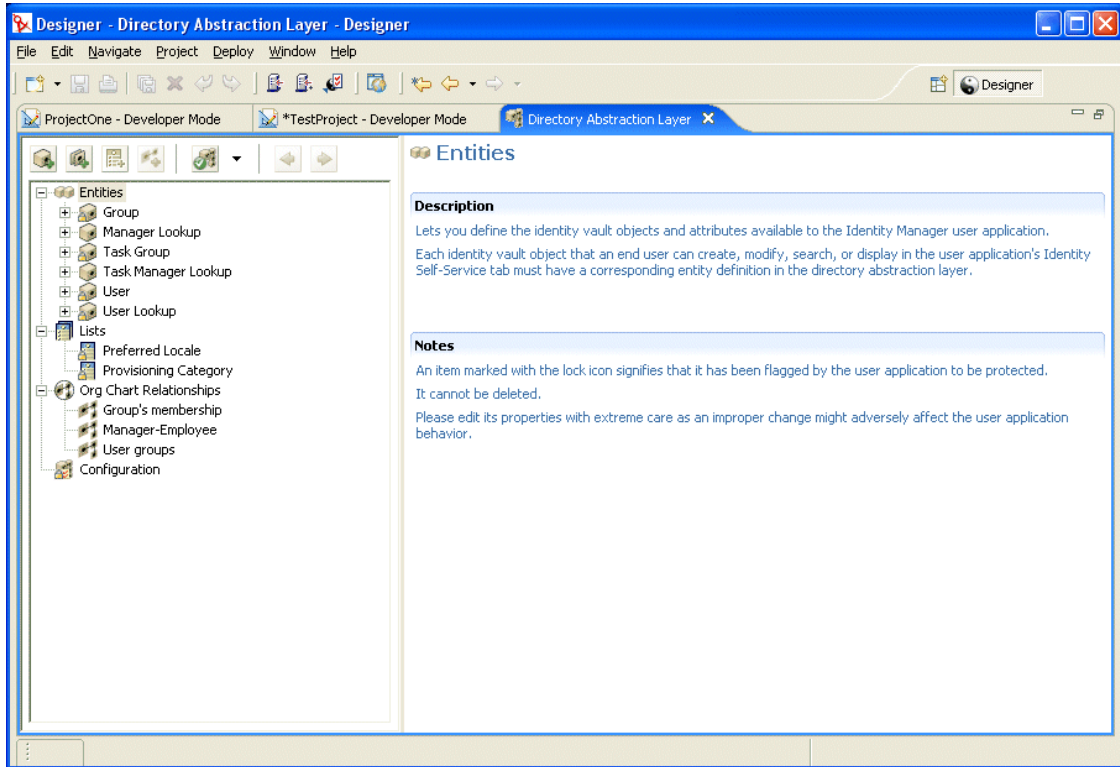 Designer - Directory Abstraction Layer - Designer
File Edit Navigate Project Deploy Window Help
Designer
ProjectOne - Developer Mode *TestProject - Developer Mode Directory Abstraction Layer
Entities
Group
Manager Lookup
Task Group
Task Manager Lookup
User
User Lookup
Lists
Preferred Locale
Provisioning Category
Org Chart Relationships
Group's membership
Manager-Employee
User groups
Configuration
Entities
Description
Lets you define the identity vault objects and attributes available to the Identity Manager user application.
Each identity vault object that an end user can create, modify, search, or display in the user application's Identity
Self-Service tab must have a corresponding entity definition in the directory abstraction layer.
Notes
An item marked with the lock icon signifies that it has been flagged by the user application to be protected.
It cannot be deleted.
Please edit its properties with extreme care as an improper change might adversely affect the user application
behavior.